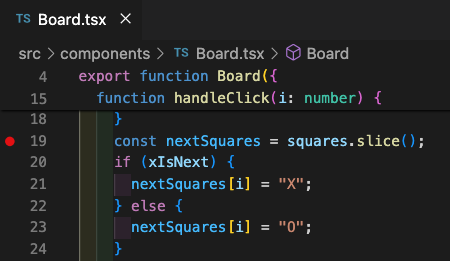 TS Board.tsx ×
src > components > TS Board.tsx > Board
4 export function Board({
15 function handleClick(i: number) {
18 }
19 const nextSquares = squares.slice();
20 if (xIsNext) {
21 nextSquares[i] = "X";
22 } else {
23 nextSquares[i] = "O";
24 }